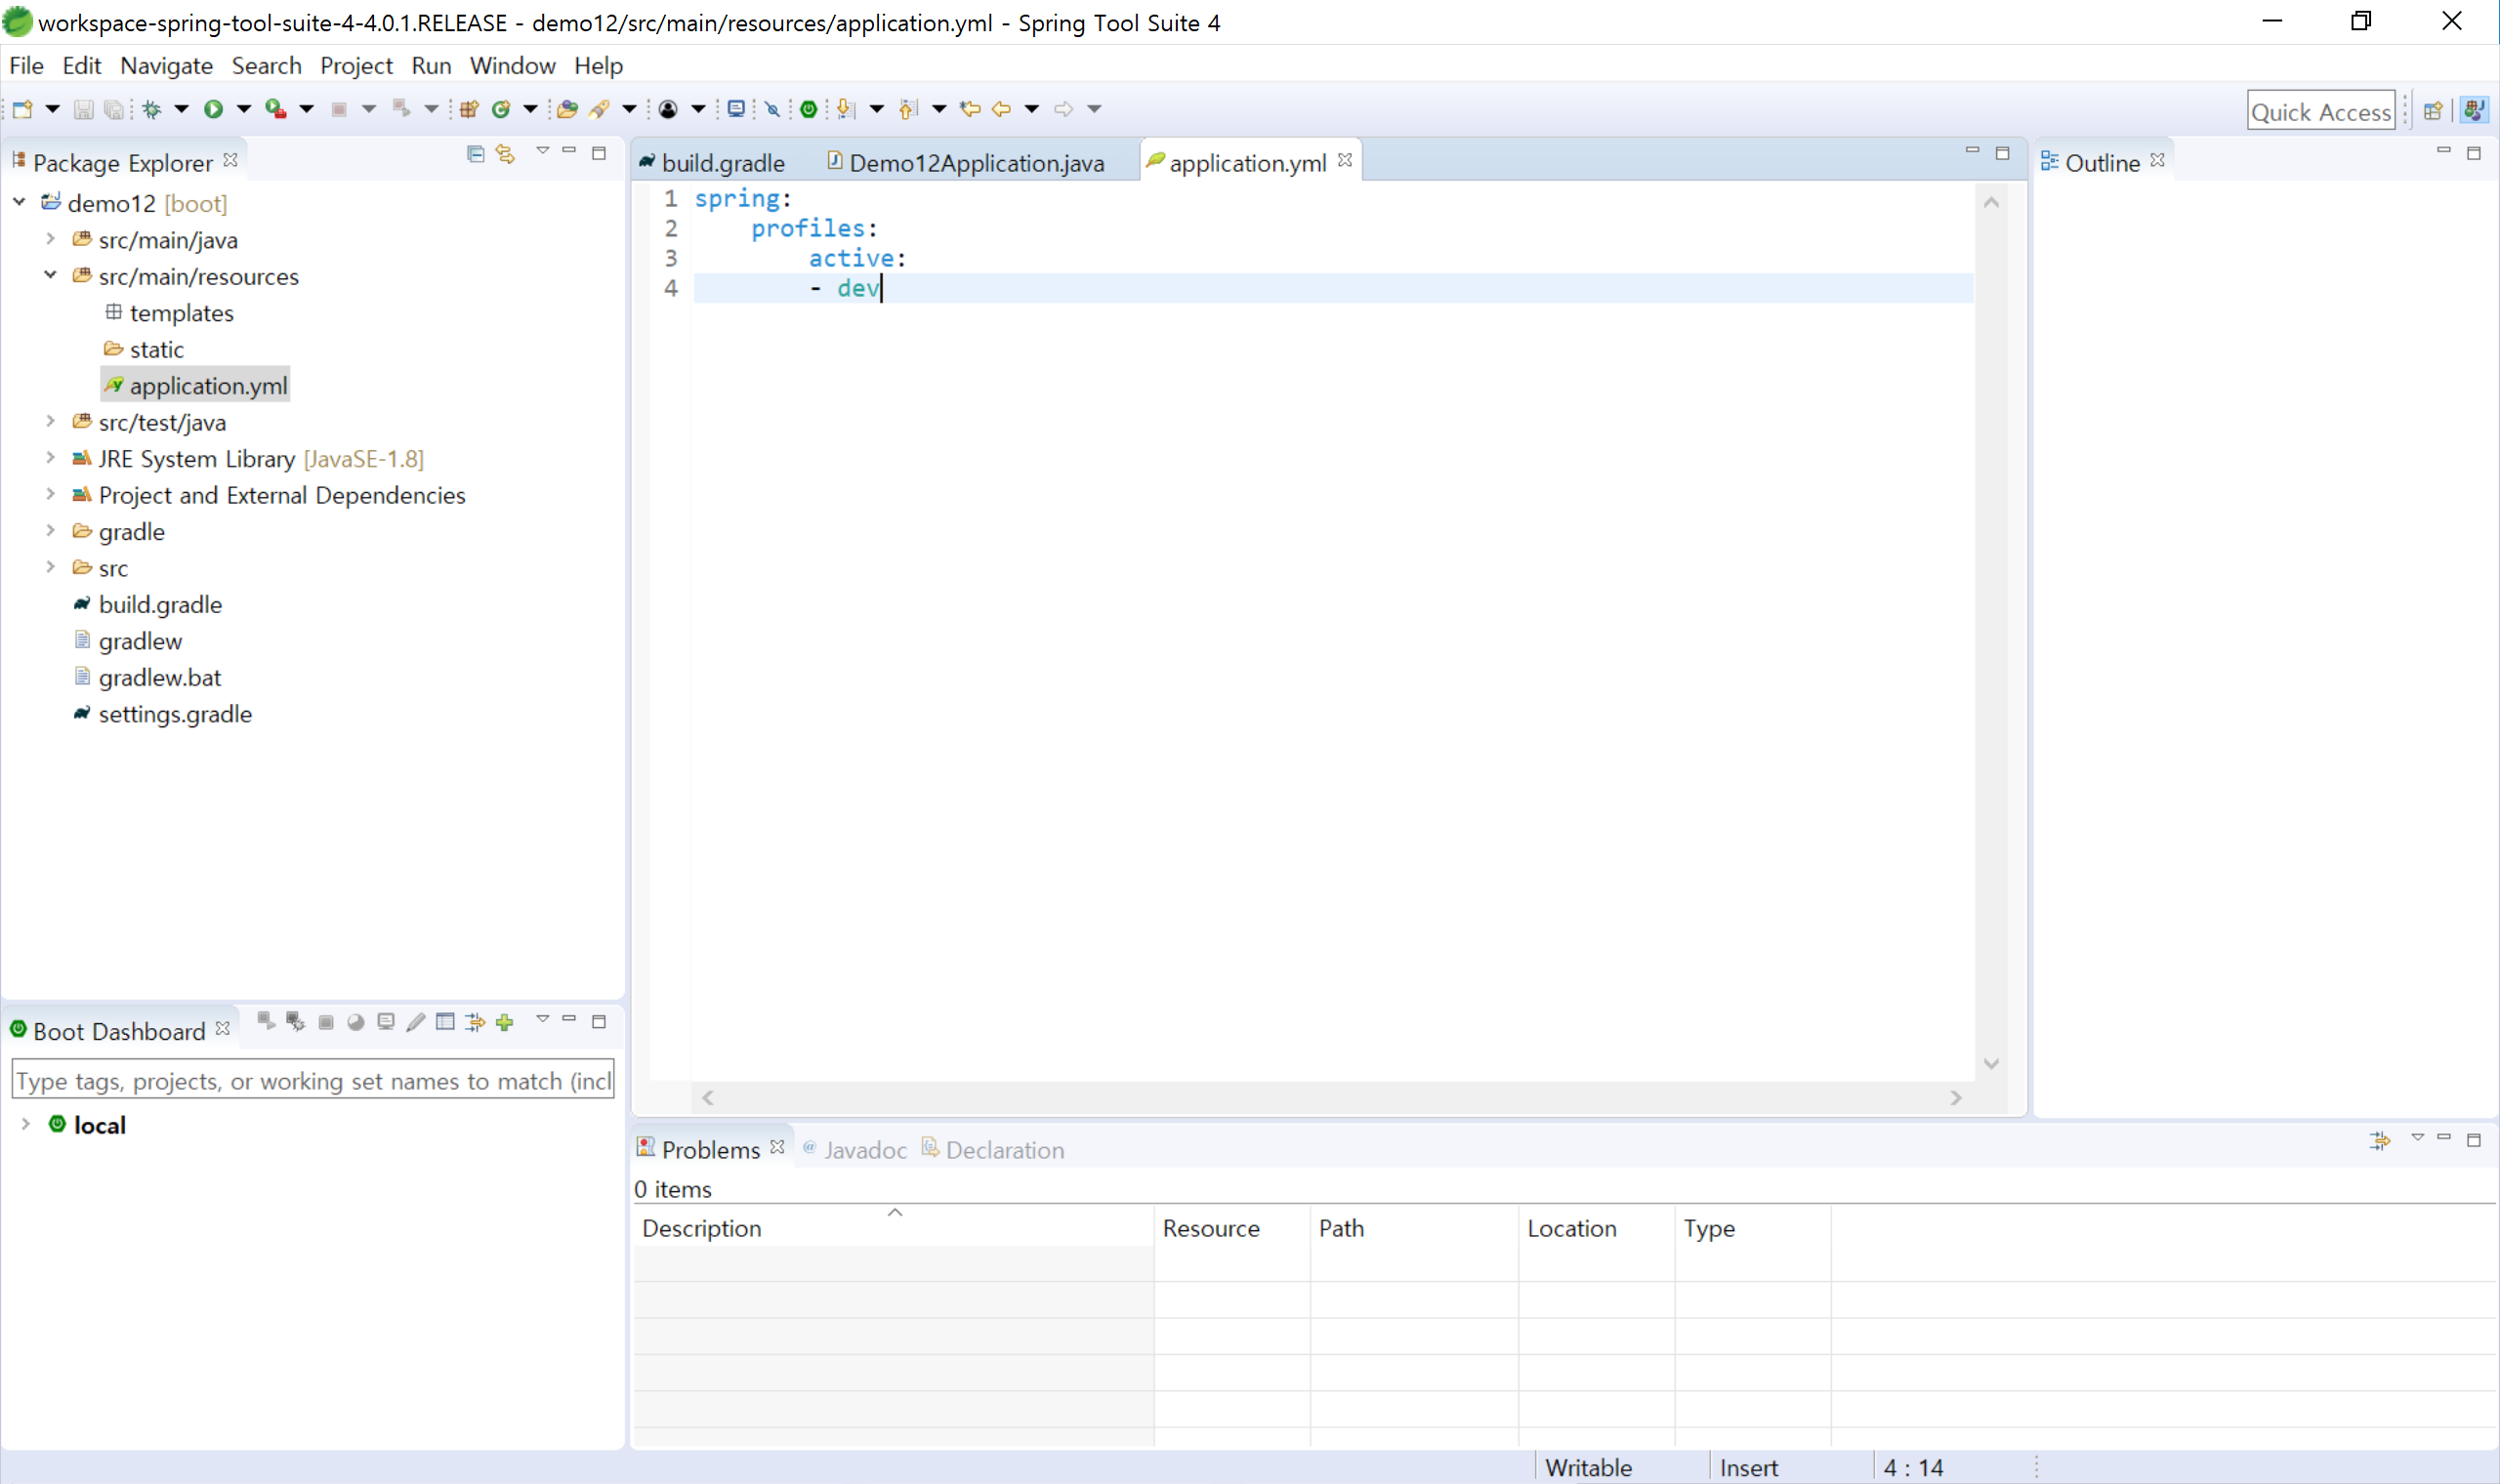 workspace-spring-tool-suite-4-4.0.1.RELEASE - demo12/src/main/resources/application.yml - Spring Tool Suite 4
File Edit Navigate Search Project Run Window Help
Quick Access
Package Explorer
demo12 [boot]
src/main/java
src/main/resources
templates
static
application.yml
src/test/java
JRE System Library [JavaSE-1.8]
Project and External Dependencies
gradle
src
build.gradle
gradlew
gradlew.bat
settings.gradle
build.gradle Demo12Application.java application.yml
1 spring:
2     profiles:
3         active:
4         - dev
Outline
Boot Dashboard
Type tags, projects, or working set names to match (incl
local
Problems Javadoc Declaration
0 items
Description Resource Path Location Type
Writable Insert 4 : 14